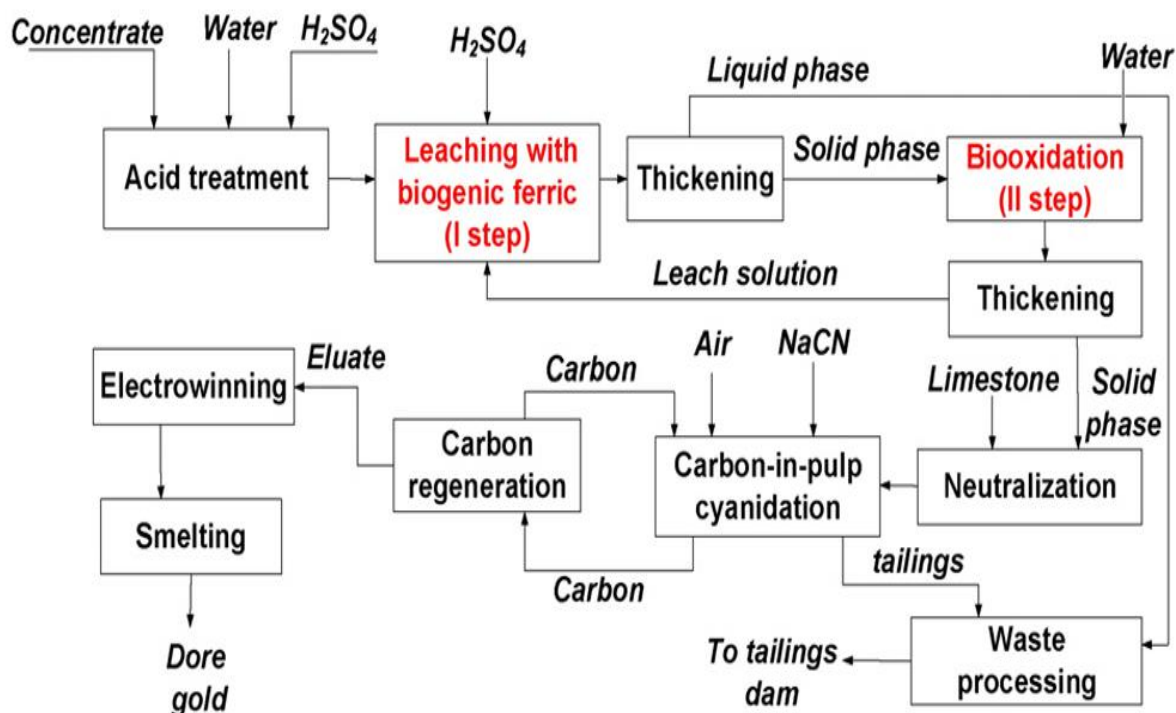 Concentrate
Water
H₂SO₄
H₂SO₄
Liquid phase
Water
Acid treatment
Leaching with
biogenic ferric
(I step)
Thickening
Solid phase
Biooxidation
(II step)
Leach solution
Thickening
Electrowinning
Eluate
Carbon
Air
NaCN
Limestone
Solid
phase
Carbon
regeneration
Carbon-in-pulp
cyanidation
Neutralization
Smelting
Carbon
tailings
Dore
gold
To tailings
dam
Waste
processing